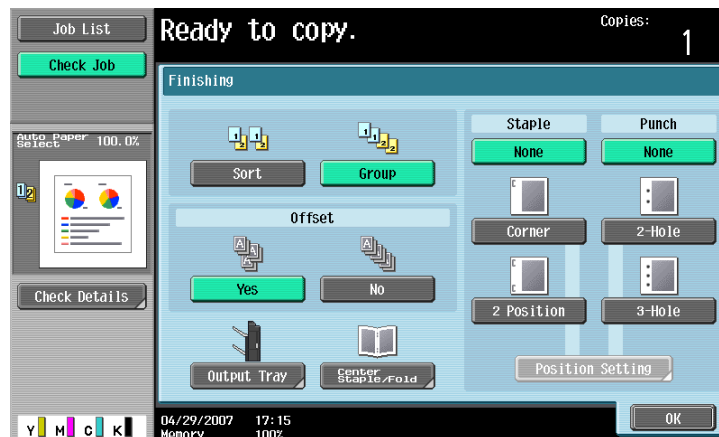 Job List
Check Job
Ready to copy.
Copies:
1
Finishing
Auto Paper
Select
100.0%
1 2
Sort
Group
Offset
Yes
No
Output Tray
Center
Staple/Fold
Staple
Punch
None
None
Corner
2-Hole
2 Position
3-Hole
Position Setting
Check Details
Y M C K
04/29/2007 17:15
Memory 100%
OK